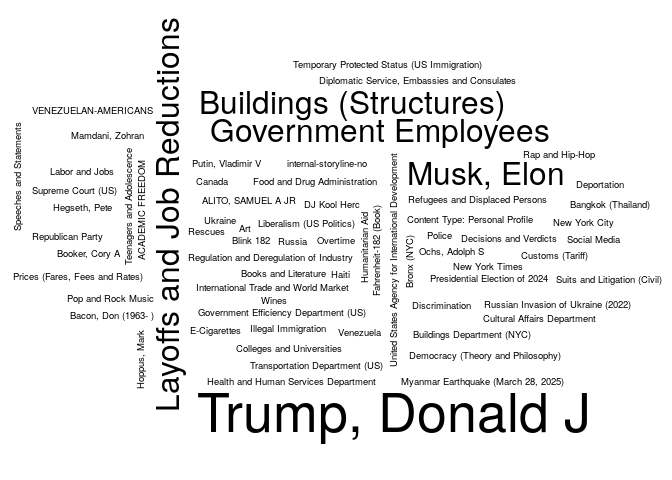 Temporary Protected Status (US Immigration)
Diplomatic Service, Embassies and Consulates
Buildings (Structures)
Government Employees
VENEZUELAN-AMERICANS
Mamdani, Zohran
Speeches and Statements
Teenagers and Adolescence
ACADEMIC FREEDOM
Layoffs and Job Reductions
Labor and Jobs
Supreme Court (US)
Hegseth, Pete
Republican Party
Booker, Cory A
Prices (Fares, Fees and Rates)
Pop and Rock Music
Bacon, Don (1963- )
Hoppus, Mark
Putin, Vladimir V
internal-storyline-no
Canada
Food and Drug Administration
ALITO, SAMUEL A JR
DJ Kool Herc
Ukraine
Rescues
Art
Liberalism (US Politics)
Blink 182
Russia
Overtime
Regulation and Deregulation of Industry
Books and Literature
Haiti
International Trade and World Market
Wines
Government Efficiency Department (US)
E-Cigarettes
Illegal Immigration
Venezuela
Colleges and Universities
Transportation Department (US)
Health and Human Services Department
Humanitarian Aid
Fahrenheit-182 (Book)
United States Agency for International Development
Bronx (NYC)
Rap and Hip-Hop
Musk, Elon
Deportation
Refugees and Displaced Persons
Bangkok (Thailand)
Content Type: Personal Profile
New York City
Police
Decisions and Verdicts
Social Media
Ochs, Adolph S
Customs (Tariff)
New York Times
Presidential Election of 2024
Suits and Litigation (Civil)
Discrimination
Russian Invasion of Ukraine (2022)
Cultural Affairs Department
Buildings Department (NYC)
Democracy (Theory and Philosophy)
Myanmar Earthquake (March 28, 2025)
Trump, Donald J